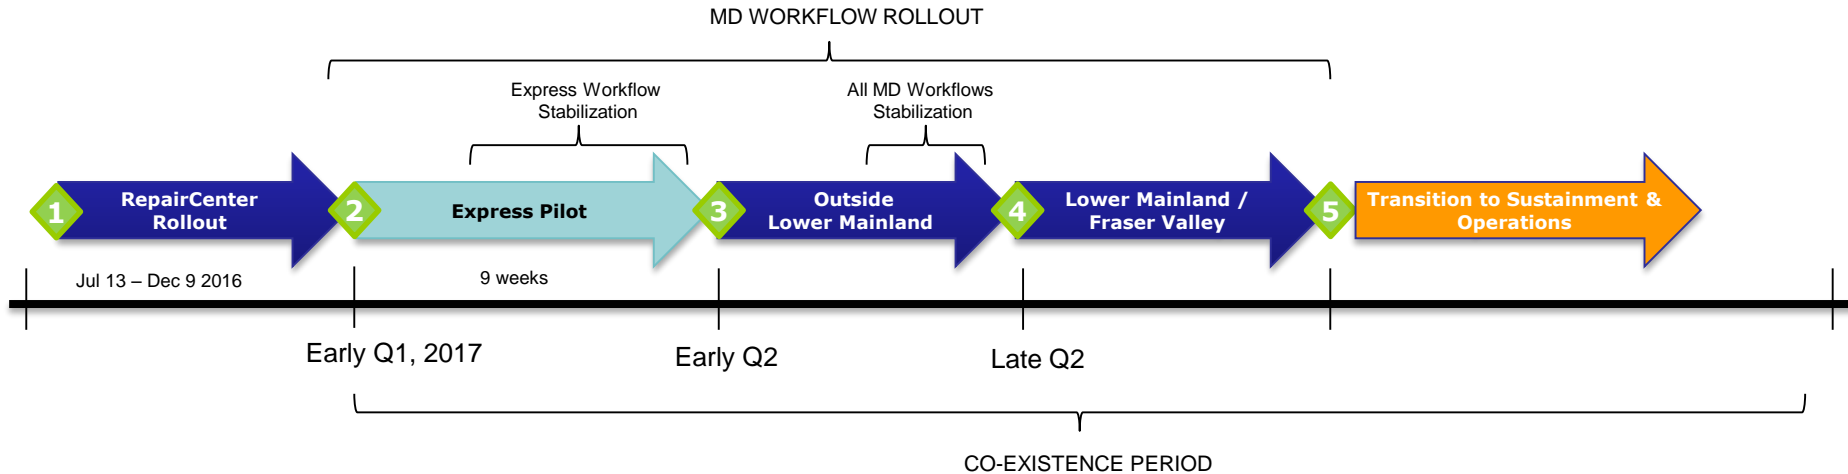 MD WORKFLOW ROLLOUT
Express Workflow
Stabilization
All MD Workflows
Stabilization
1
RepairCenter
Rollout
2
Express Pilot
3
Outside
Lower Mainland
4
Lower Mainland /
Fraser Valley
5
Transition to Sustainment &
Operations
Jul 13 – Dec 9 2016
9 weeks
Early Q1, 2017
Early Q2
Late Q2
CO-EXISTENCE PERIOD